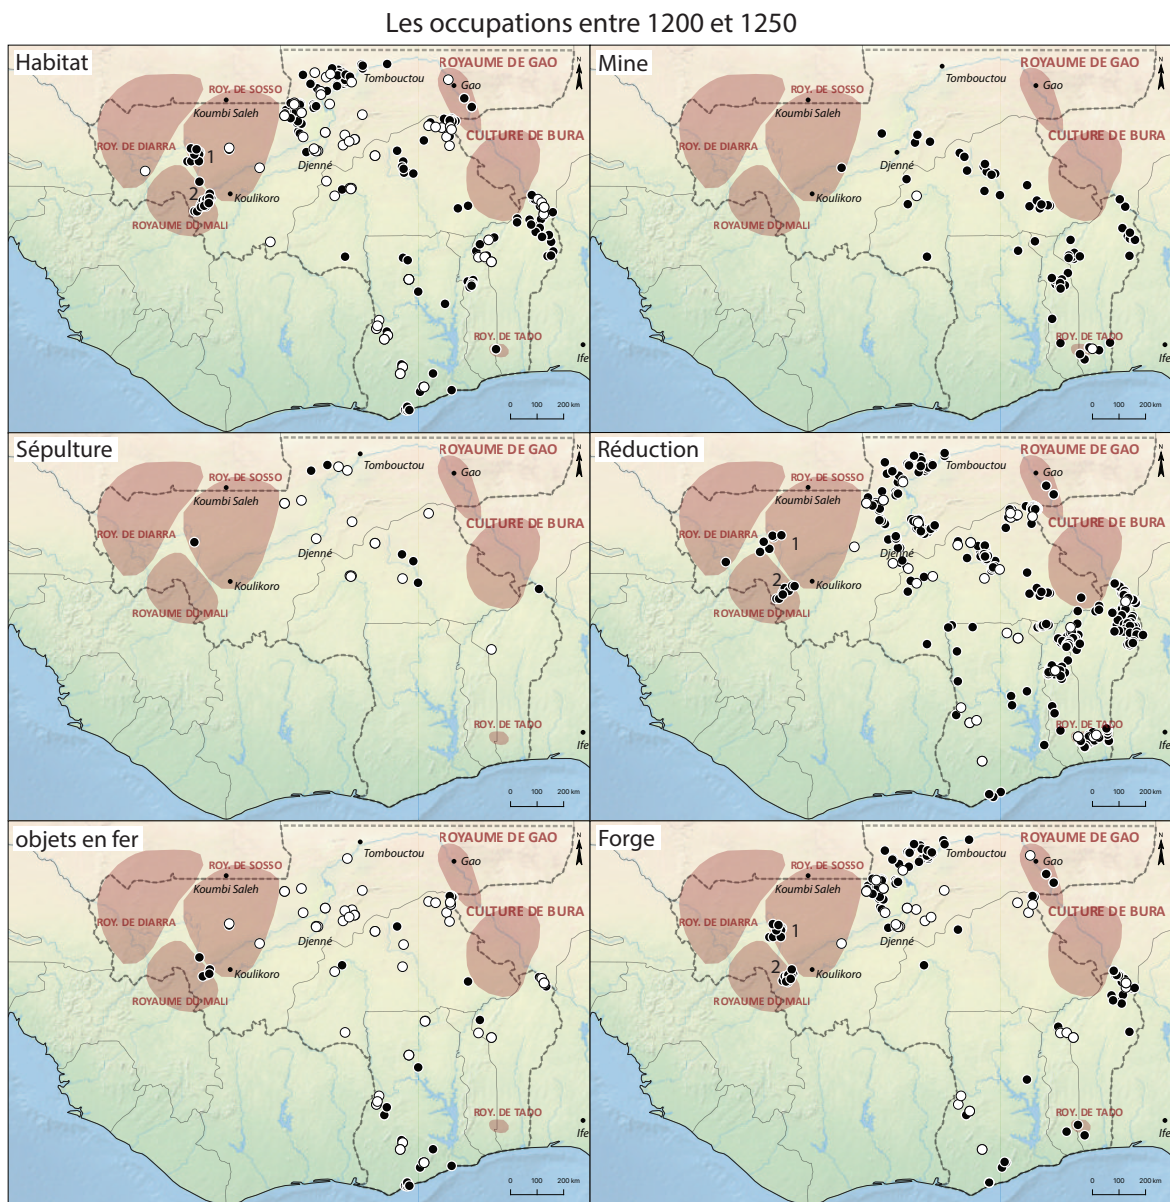 Les occupations entre 1200 et 1250
Habitat
ROYAUME DE GAO
N
Tombouctou
Gao
ROY. DE SOSSO
Koumbi Saleh
CULTURE DE BURA
ROY. DE DIARRA
1
Djenné
2
Koulikoro
ROYAUME DU MALI
ROY. DE TADO
Ife
0 100 200 km
Mine
ROYAUME DE GAO
N
Tombouctou
Gao
ROY. DE SOSSO
Koumbi Saleh
CULTURE DE BURA
ROY. DE DIARRA
Djenné
Koulikoro
ROYAUME DU MALI
ROY. DE TADO
Ife
0 100 200 km
Sépulture
ROYAUME DE GAO
N
Tombouctou
Gao
ROY. DE SOSSO
Koumbi Saleh
CULTURE DE BURA
ROY. DE DIARRA
Djenné
Koulikoro
ROYAUME DU MALI
ROY. DE TADO
Ife
0 100 200 km
Réduction
ROYAUME DE GAO
N
Tombouctou
Gao
ROY. DE SOSSO
Koumbi Saleh
CULTURE DE BURA
ROY. DE DIARRA
1
Djenné
2
Koulikoro
ROYAUME DU MALI
ROY. DE TADO
Ife
0 100 200 km
objets en fer
ROYAUME DE GAO
N
Tombouctou
Gao
ROY. DE SOSSO
Koumbi Saleh
CULTURE DE BURA
ROY. DE DIARRA
Djenné
Koulikoro
ROYAUME DU MALI
ROY. DE TADO
Ife
0 100 200 km
Forge
ROYAUME DE GAO
N
Tombouctou
Gao
ROY. DE SOSSO
Koumbi Saleh
CULTURE DE BURA
ROY. DE DIARRA
1
Djenné
2
Koulikoro
ROYAUME DU MALI
ROY. DE TADO
Ife
0 100 200 km